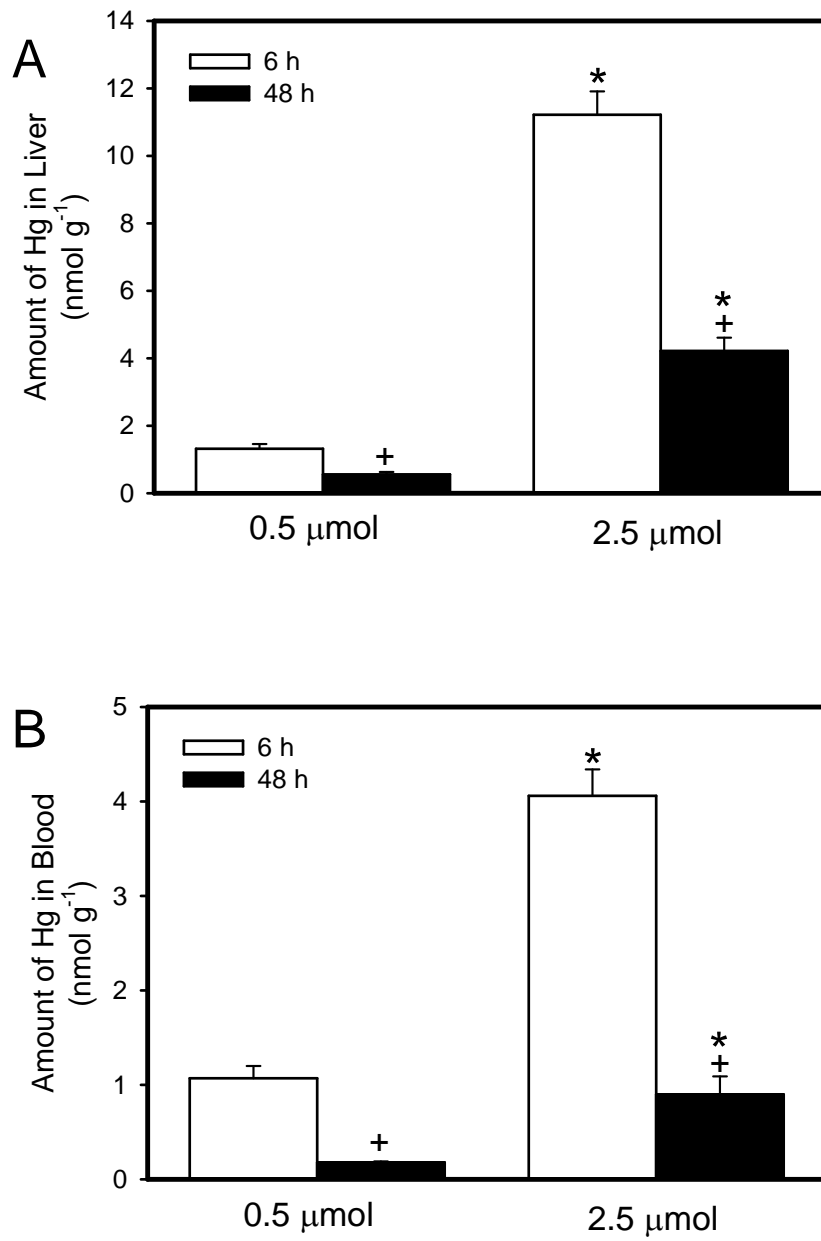 A
Amount of Hg in Liver
(nmol g-1)
14
12
10
8
6
4
2
0
6 h
48 h
*
*
+
+
0.5 μmol
2.5 μmol
B
Amount of Hg in Blood
(nmol g-1)
5
4
3
2
1
0
6 h
48 h
*
*
+
+
0.5 μmol
2.5 μmol